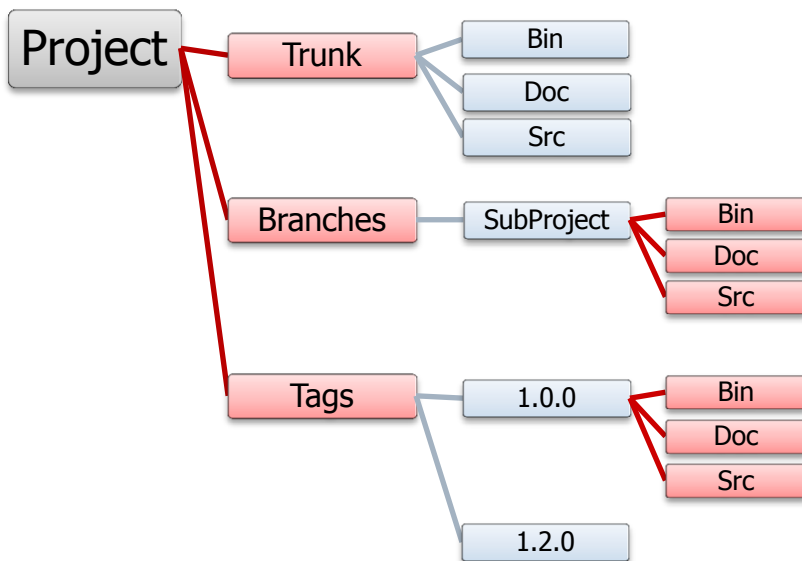 Project
Trunk
Bin
Doc
Src
Branches
SubProject
Bin
Doc
Src
Tags
1.0.0
Bin
Doc
Src
1.2.0